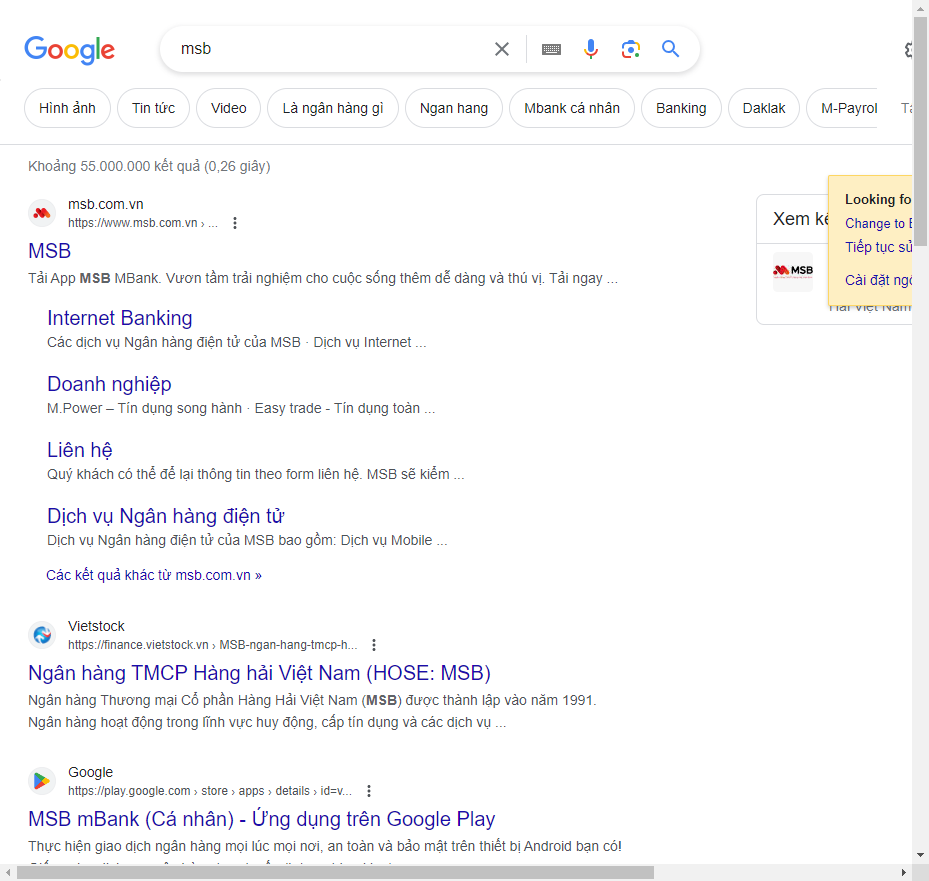 Google
msb
Hình ảnh
Tin tức
Video
Là ngân hàng gì
Ngan hang
Mbank cá nhân
Banking
Daklak
M-Payrol
Khoảng 55.000.000 kết quả (0,26 giây)
msb.com.vn
https://www.msb.com.vn › ...
MSB
Tải App MSB MBank. Vươn tầm trải nghiệm cho cuộc sống thêm dễ dàng và thú vị. Tải ngay ...
Internet Banking
Các dịch vụ Ngân hàng điện tử của MSB · Dịch vụ Internet ...
Doanh nghiệp
M.Power – Tín dụng song hành · Easy trade - Tín dụng toàn ...
Liên hệ
Quý khách có thể để lại thông tin theo form liên hệ. MSB sẽ kiểm ...
Dịch vụ Ngân hàng điện tử
Dịch vụ Ngân hàng điện tử của MSB bao gồm: Dịch vụ Mobile ...
Các kết quả khác từ msb.com.vn »
Vietstock
https://finance.vietstock.vn › MSB-ngan-hang-tmcp-h...
Ngân hàng TMCP Hàng hải Việt Nam (HOSE: MSB)
Ngân hàng Thương mại Cổ phần Hàng Hải Việt Nam (MSB) được thành lập vào năm 1991.
Ngân hàng hoạt động trong lĩnh vực huy động, cấp tín dụng và các dịch vụ ...
Google
https://play.google.com › store › apps › details › id=v...
MSB mBank (Cá nhân) - Ứng dụng trên Google Play
Thực hiện giao dịch ngân hàng mọi lúc mọi nơi, an toàn và bảo mật trên thiết bị Android bạn có!
Xem
MSB
Looking fo
Change to
Tiếp tục
Cài đặt
Hải Việt Nam